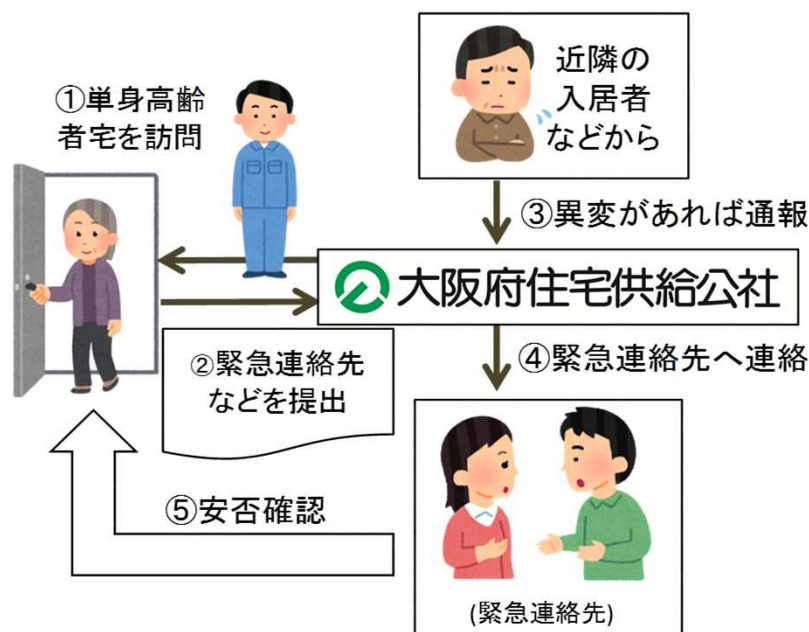 ①単身高齢
者宅を訪問
近隣の
入居者
などから
③異変があれば通報
大阪府住宅供給公社
②緊急連絡先
などを提出
④緊急連絡先へ連絡
⑤安否確認
(緊急連絡先)